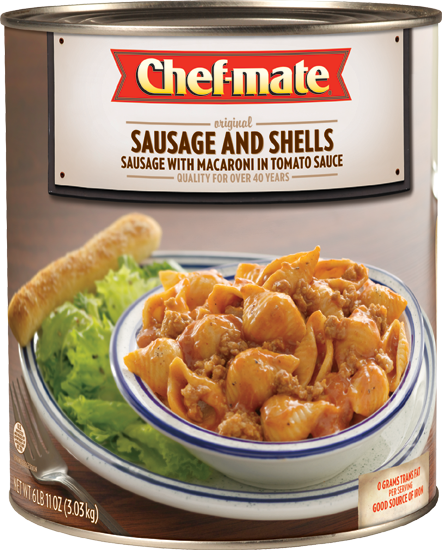 Chef-mate
original
SAUSAGE AND SHELLS
SAUSAGE WITH MACARONI IN TOMATO SAUCE
QUALITY FOR OVER 40 YEARS
0 GRAMS TRANS FAT
PER SERVING
GOOD SOURCE OF IRON
NET WT 6 LB 11 OZ (3.03 kg)